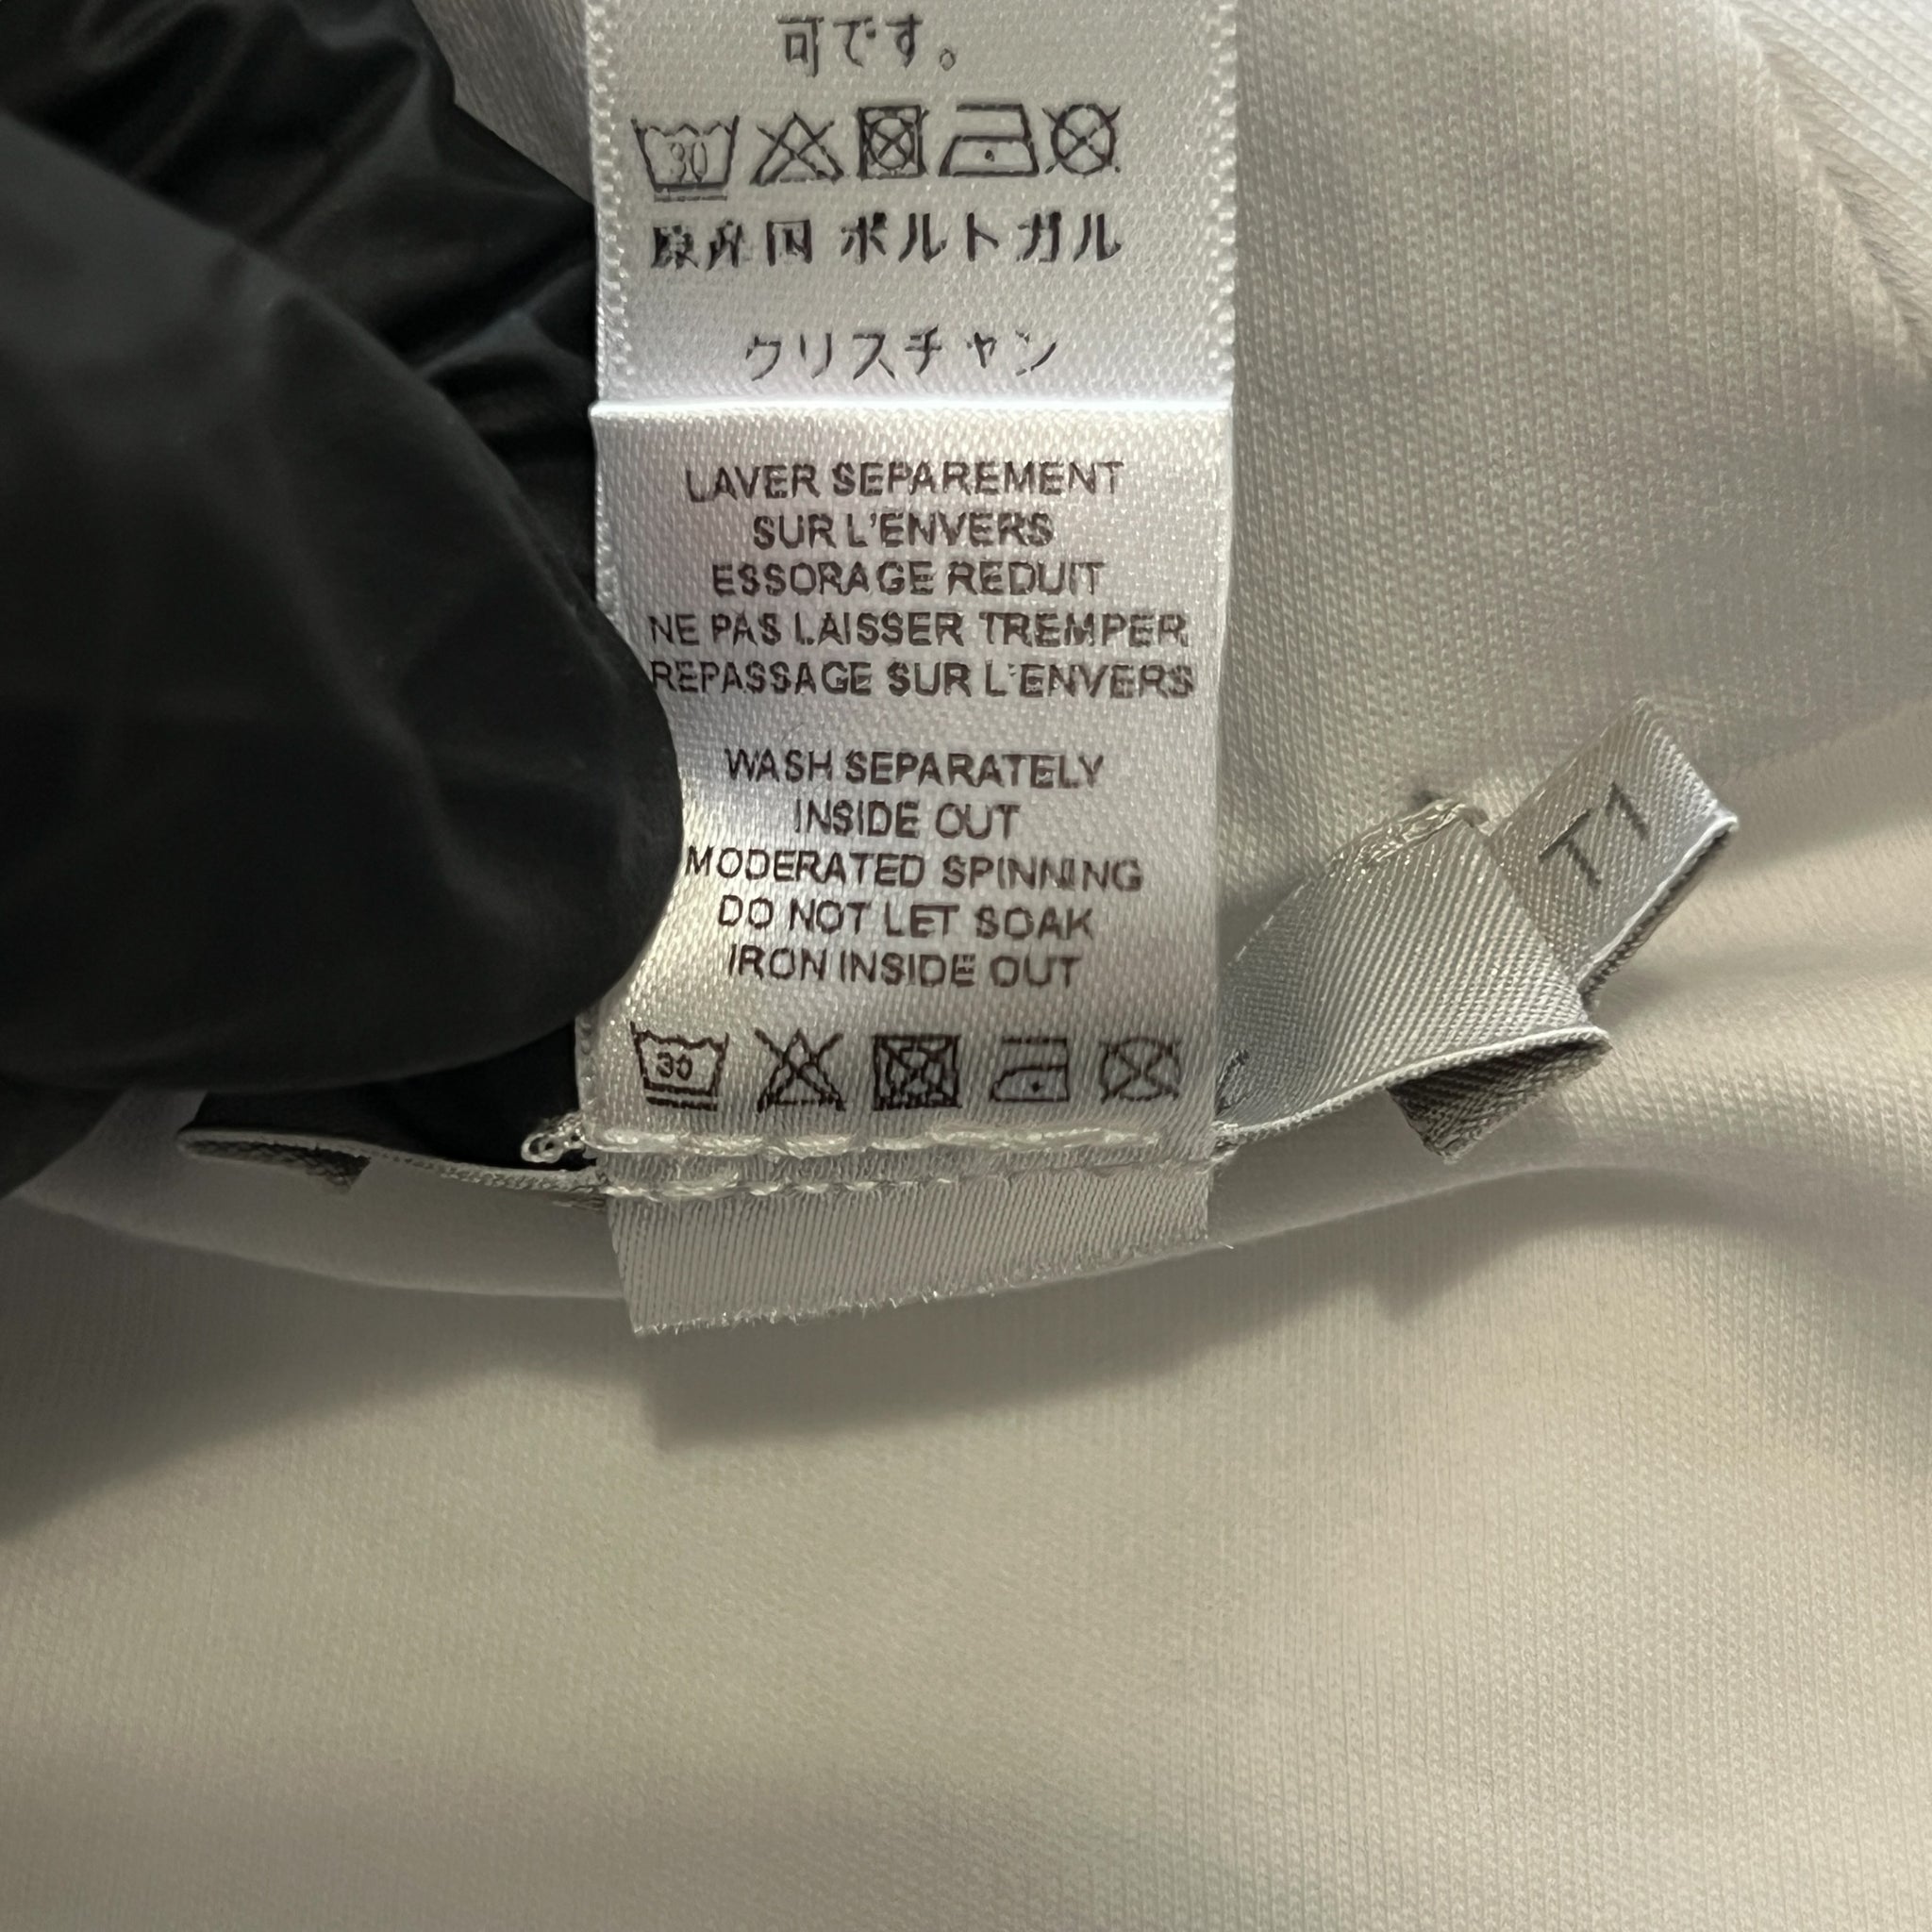 可です。
30
原産国 ポルトガル
クリスチャン
LAVER SEPAREMENT
SUR L'ENVERS
ESSORAGE REDUIT
NE PAS LAISSER TREMPER
REPASSAGE SUR L'ENVERS
WASH SEPARATELY
INSIDE OUT
MODERATED SPINNING
DO NOT LET SOAK
IRON INSIDE OUT
30
T1